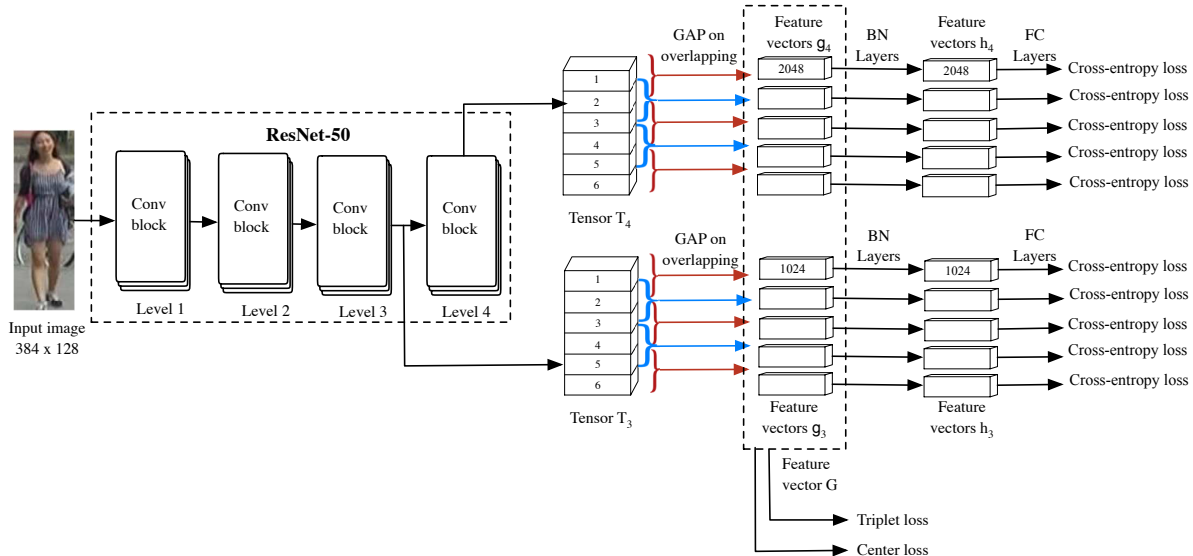 ResNet-50
Conv
block
Conv
block
Conv
block
Conv
block
Level 1
Level 2
Level 3
Level 4
Input image
384 x 128
GAP on
overlapping
1
2
3
4
5
6
Tensor T4
Feature
vectors g4
2048
BN
Layers
Feature
vectors h4
2048
FC
Layers
Cross-entropy loss
Cross-entropy loss
Cross-entropy loss
Cross-entropy loss
Cross-entropy loss
GAP on
overlapping
1
2
3
4
5
6
Tensor T3
1024
BN
Layers
1024
FC
Layers
Cross-entropy loss
Cross-entropy loss
Cross-entropy loss
Cross-entropy loss
Cross-entropy loss
Feature
vectors g3
Feature
vectors h3
Feature
vector G
Triplet loss
Center loss